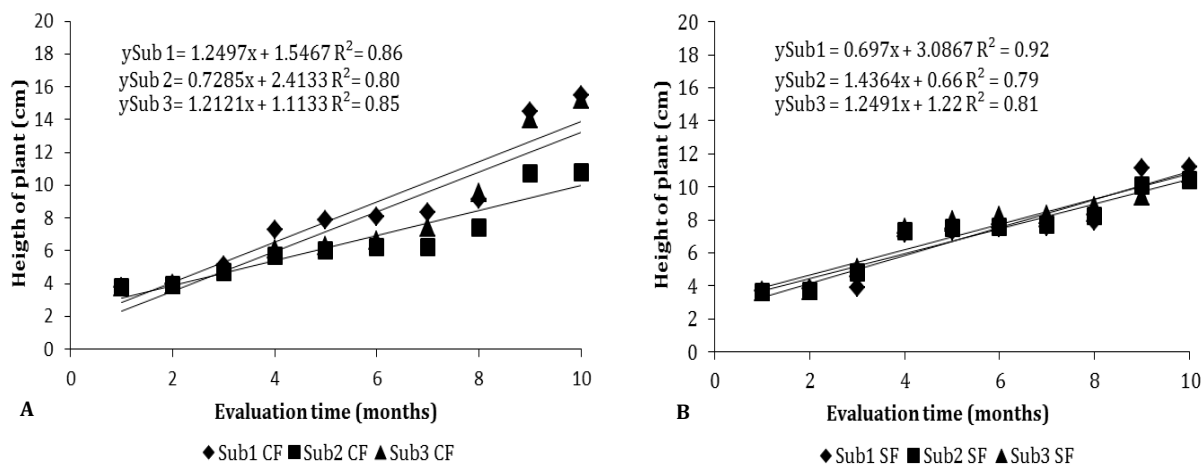 20
18
16
14
12
10
8
6
4
2
0
Heigth of plant (cm)
ySub 1= 1.2497x + 1.5467 R² = 0.86
ySub 2= 0.7285x + 2.4133 R² = 0.80
ySub 3= 1.2121x + 1.1133 R² = 0.85
0 2 4 6 8 10
A
Evaluation time (months)
Sub1 CF Sub2 CF Sub3 CF
20
18
16
14
12
10
8
6
4
2
0
Height of plant (cm)
ySub1= 0.697x + 3.0867 R² = 0.92
ySub2= 1.4364x + 0.66 R² = 0.79
ySub3= 1.2491x + 1.22 R² = 0.81
0 2 4 6 8 10
B
Evaluation time (months)
Sub1 SF Sub2 SF Sub3 SF